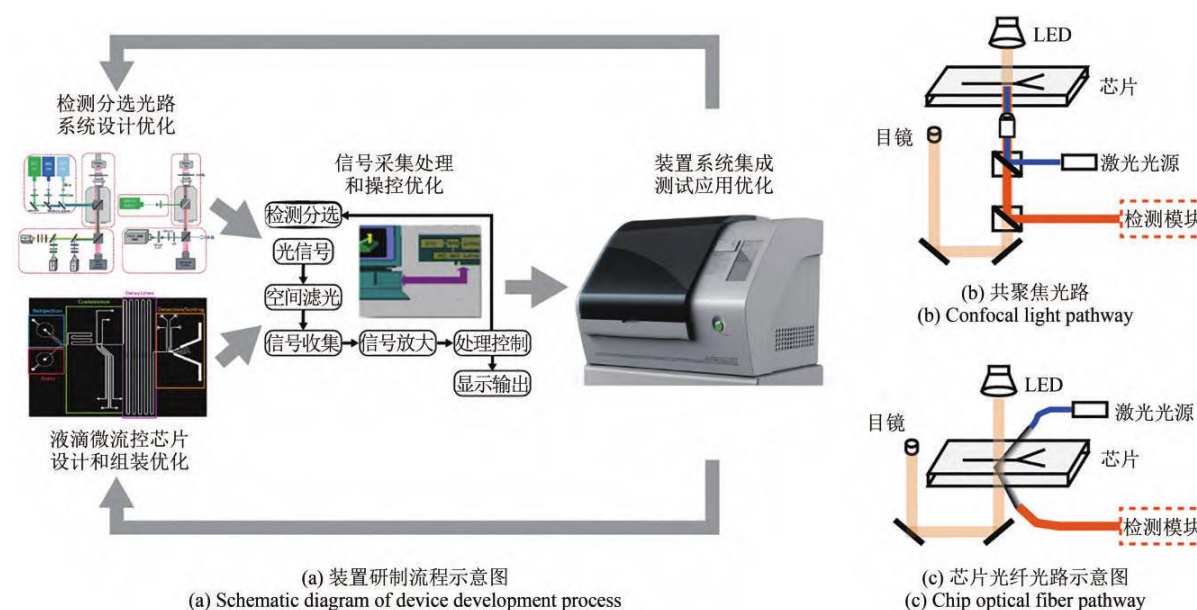 检测分选光路
系统设计优化
信号采集处理
和操控优化
检测分选
光信号
空间滤光
信号收集
信号放大
处理控制
显示输出
装置系统集成
测试应用优化
液滴微流控芯片
设计和组装优化
(a) 装置研制流程示意图
(a) Schematic diagram of device development process
LED
芯片
目镜
激光光源
检测模块
(b) 共聚焦光路
(b) Confocal light pathway
LED
激光光源
目镜
芯片
检测模块
(c) 芯片光纤光路示意图
(c) Chip optical fiber pathway